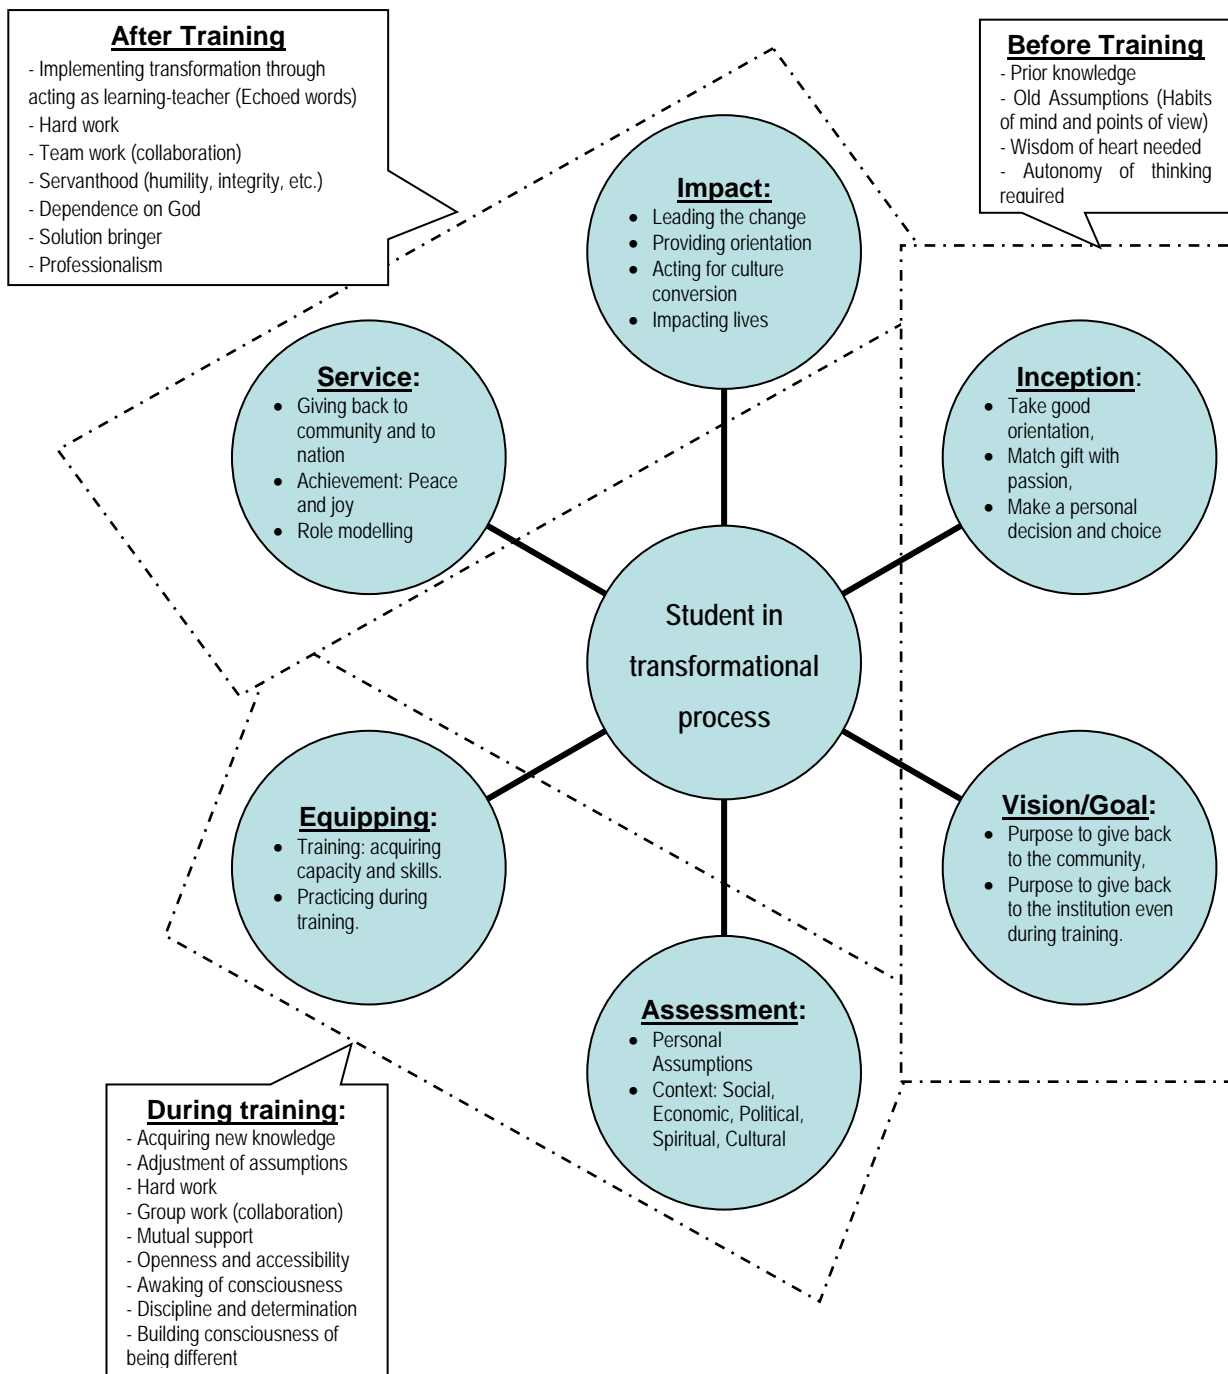 After Training
- Implementing transformation through
acting as learning-teacher (Echoed words)
- Hard work
- Team work (collaboration)
- Servanthood (humility, integrity, etc.)
- Dependence on God
- Solution bringer
- Professionalism
Before Training
- Prior knowledge
- Old Assumptions (Habits
of mind and points of view)
- Wisdom of heart needed
- Autonomy of thinking
required
Impact:
• Leading the change
• Providing orientation
• Acting for culture
conversion
• Impacting lives
Service:
• Giving back to
community and to
nation
• Achievement: Peace
and joy
• Role modelling
Inception:
• Take good
orientation,
• Match gift with
passion,
• Make a personal
decision and choice
Student in
transformational
process
Equipping:
• Training: acquiring
capacity and skills.
• Practicing during
training.
Vision/Goal:
• Purpose to give back
to the community,
• Purpose to give back
to the institution even
during training.
Assessment:
• Personal
Assumptions
• Context: Social,
Economic, Political,
Spiritual, Cultural
During training:
- Acquiring new knowledge
- Adjustment of assumptions
- Hard work
- Group work (collaboration)
- Mutual support
- Openness and accessibility
- Awaking of consciousness
- Discipline and determination
- Building consciousness of
being different